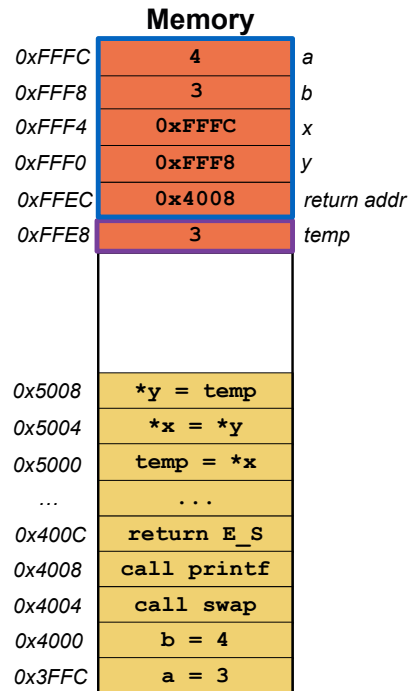 Memory
0xFFFC 4 a
0xFFF8 3 b
0xFFF4 0xFFFC x
0xFFF0 0xFFF8 y
0xFFEC 0x4008 return addr
0xFFE8 3 temp
0x5008 *y = temp
0x5004 *x = *y
0x5000 temp = *x
... ...
0x400C return E_S
0x4008 call printf
0x4004 call swap
0x4000 b = 4
0x3FFC a = 3